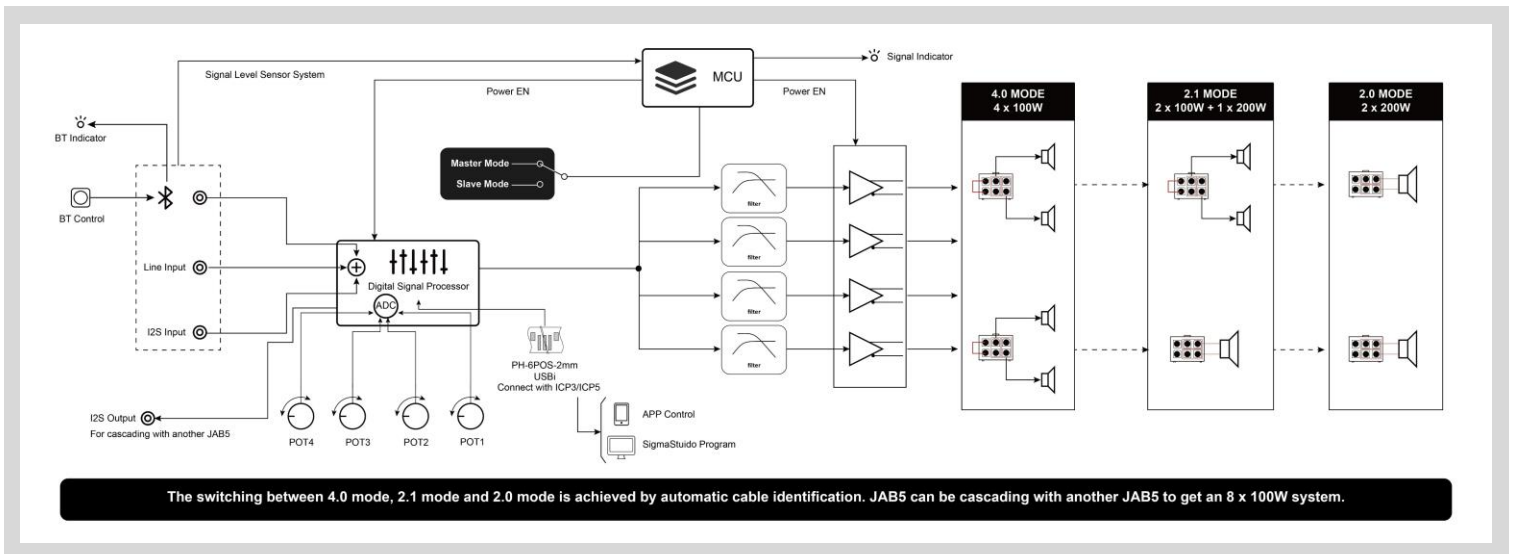 Signal Level Sensor System
MCU
Signal Indicator
Power EN
Power EN
BT Indicator
BT Control
Master Mode
Slave Mode
Line Input
I2S Input
Digital Signal Processor
ADC
filter
filter
filter
filter
4.0 MODE
4 x 100W
2.1 MODE
2 x 100W + 1 x 200W
2.0 MODE
2 x 200W
PH-6POS-2mm
USBi
Connect with ICP3/ICP5
I2S Output
For cascading with another JAB5
POT4
POT3
POT2
POT1
APP Control
SigmaStuido Program
The switching between 4.0 mode, 2.1 mode and 2.0 mode is achieved by automatic cable identification. JAB5 can be cascading with another JAB5 to get an 8 x 100W system.